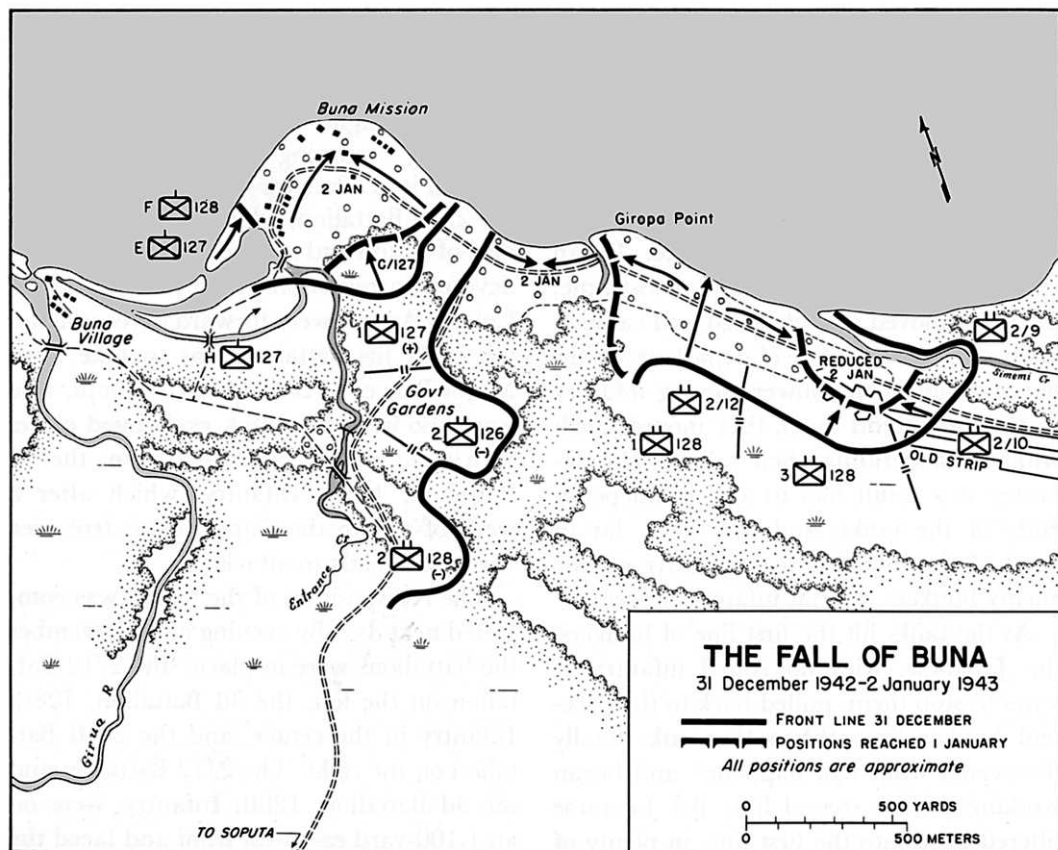 Buna Mission
N
2 JAN
F 128
E 127
Giropa Point
C/127
2 JAN
2/9
Buna Village
127 (+)
H 127
REDUCED 2 JAN
Simemi Cr
Govt Gardens
2/12
2 126 (-)
128
2/10
OLD STRIP
128
2 128 (-)
Entrance Cr
Girua R
TO SOPUTA
THE FALL OF BUNA
31 December 1942-2 January 1943
FRONT LINE 31 DECEMBER
POSITIONS REACHED 1 JANUARY
All positions are approximate
0 500 YARDS
0 500 METERS